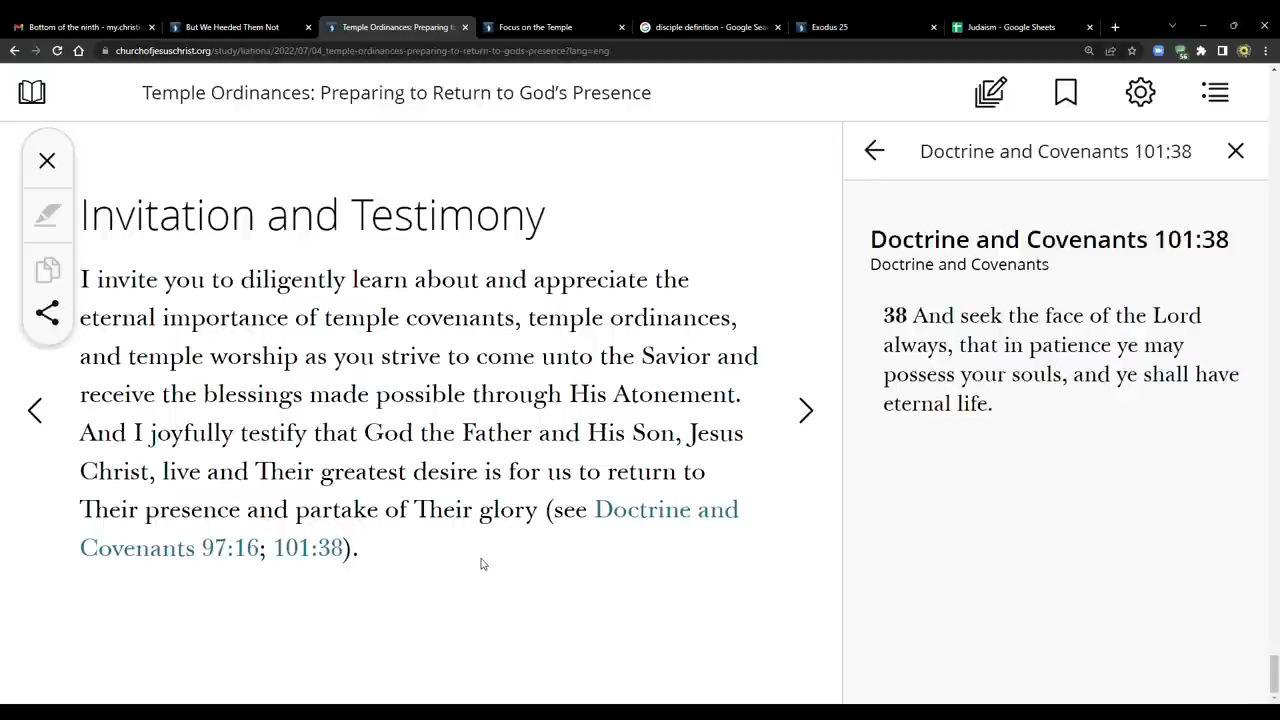 Bottom of the ninth - my.christie
But We Heeded Them Not
Temple Ordinances: Preparing to
Focus on the Temple
disciple definition - Google Sea
Exodus 25
Judaism - Google Sheets
churchofjesuschrist.org/study/liahona/2022/07/04_temple-ordinances-preparing-to-return-to-gods-presence?lang=eng
Temple Ordinances: Preparing to Return to God’s Presence
Invitation and Testimony
I invite you to diligently learn about and appreciate the
eternal importance of temple covenants, temple ordinances,
and temple worship as you strive to come unto the Savior and
receive the blessings made possible through His Atonement.
And I joyfully testify that God the Father and His Son, Jesus
Christ, live and Their greatest desire is for us to return to
Their presence and partake of Their glory (see Doctrine and
Covenants 97:16; 101:38).
Doctrine and Covenants 101:38
Doctrine and Covenants 101:38
Doctrine and Covenants
38 And seek the face of the Lord
always, that in patience ye may
possess your souls, and ye shall have
eternal life.